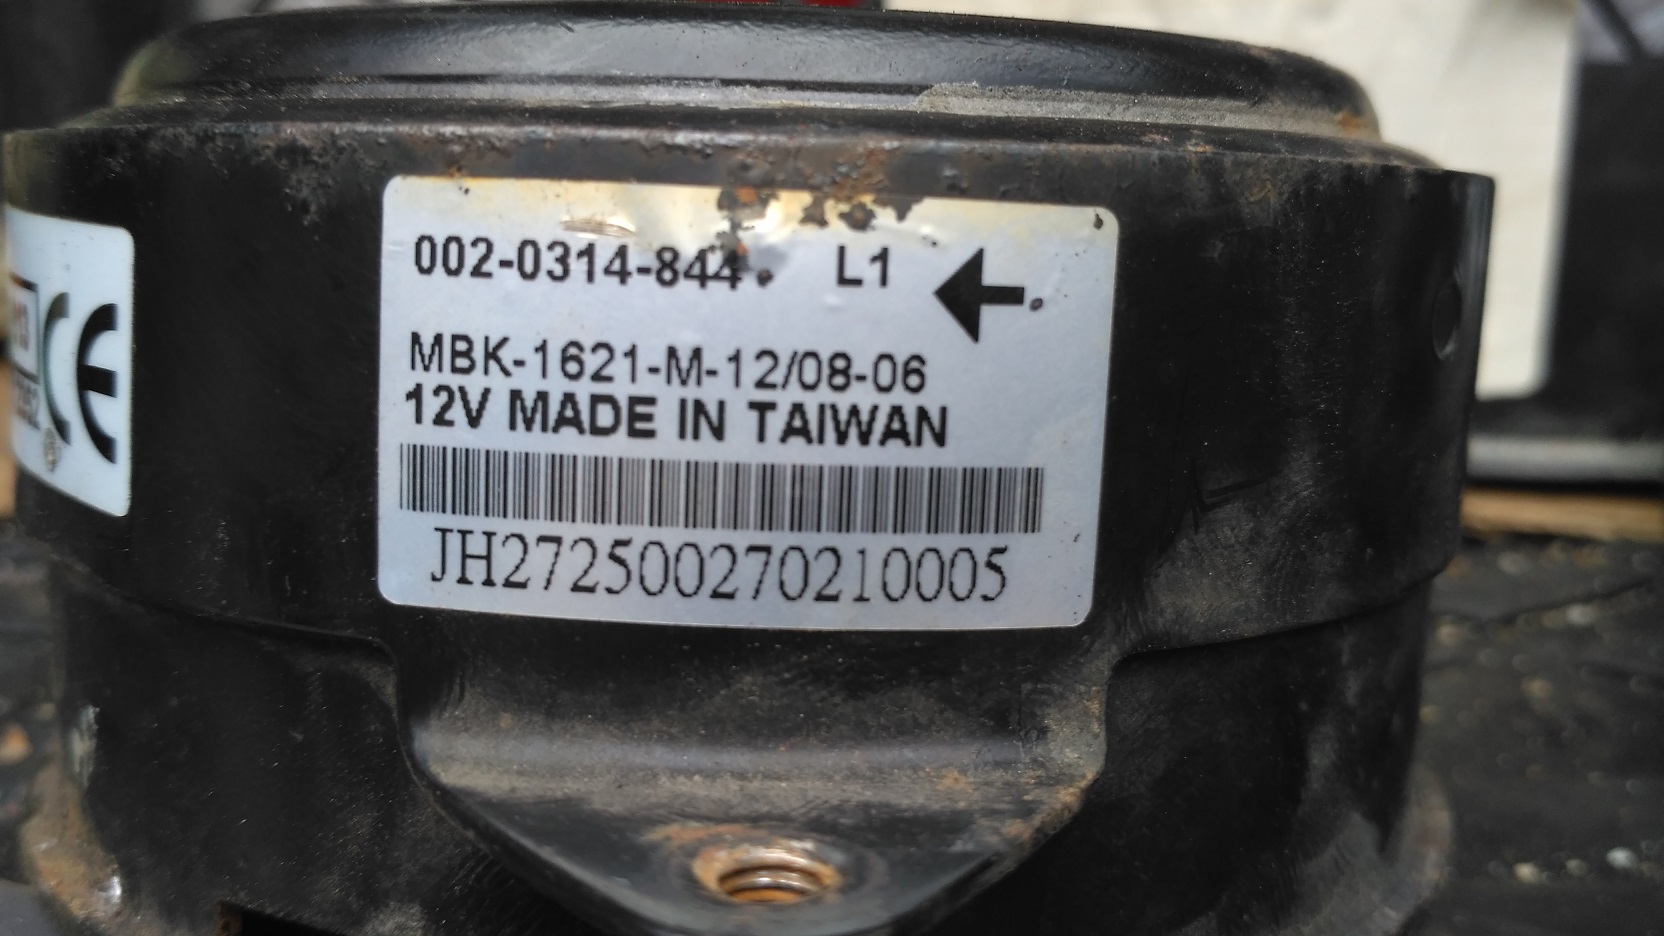 002-0314-844 L1
MBK-1621-M-12/08-06
12V MADE IN TAIWAN
JH272500270210005
CE